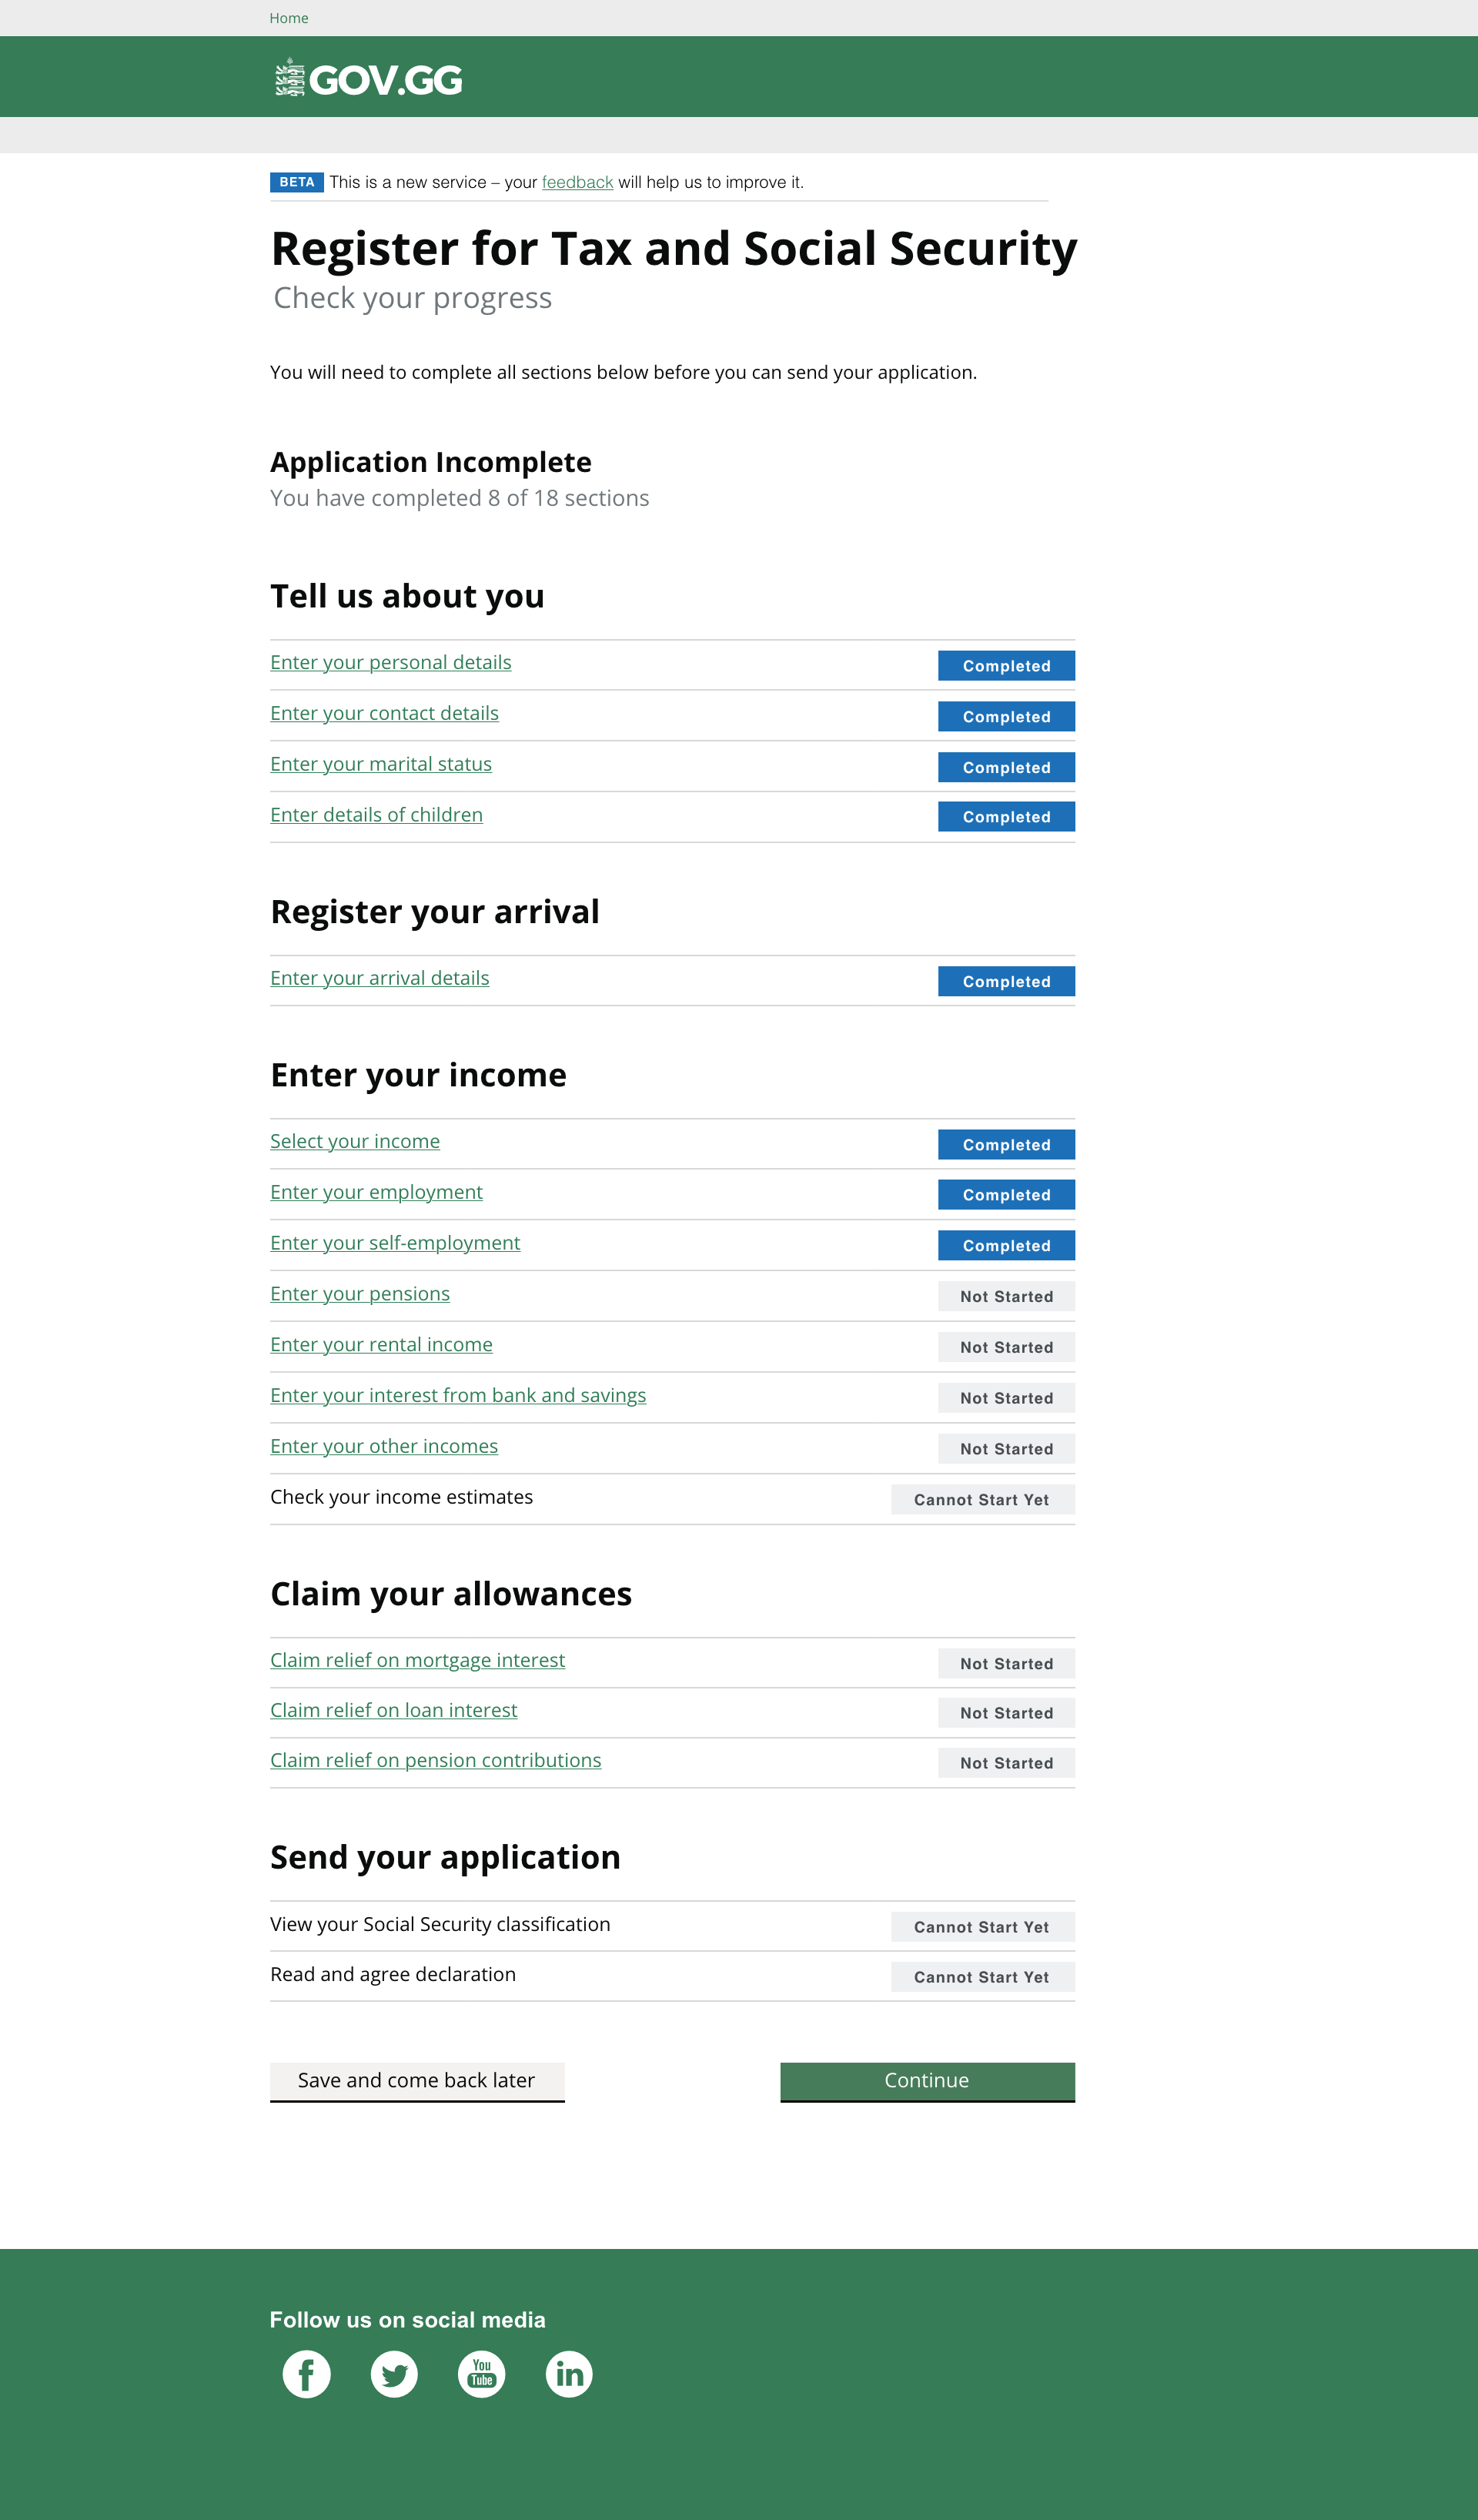 Home
GOV.GG
BETA This is a new service – your feedback will help us to improve it.
Register for Tax and Social Security
Check your progress
You will need to complete all sections below before you can send your application.
Application Incomplete
You have completed 8 of 18 sections
Tell us about you
Enter your personal details Completed
Enter your contact details Completed
Enter your marital status Completed
Enter details of children Completed
Register your arrival
Enter your arrival details Completed
Enter your income
Select your income Completed
Enter your employment Completed
Enter your self-employment Completed
Enter your pensions Not Started
Enter your rental income Not Started
Enter your interest from bank and savings Not Started
Enter your other incomes Not Started
Check your income estimates Cannot Start Yet
Claim your allowances
Claim relief on mortgage interest Not Started
Claim relief on loan interest Not Started
Claim relief on pension contributions Not Started
Send your application
View your Social Security classification Cannot Start Yet
Read and agree declaration Cannot Start Yet
Save and come back later Continue
Follow us on social media
f You Tube in